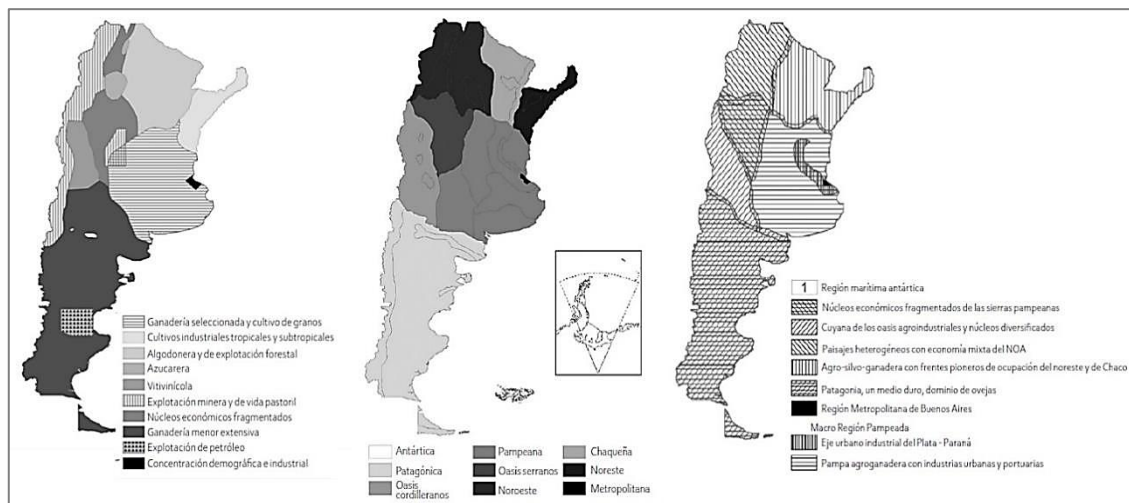 Ganadería seleccionada y cultivo de granos
Cultivos industriales tropicales y subtropicales
Algodonera y de explotación forestal
Azucarera
Vitivinícola
Explotación minera y de vida pastoril
Núcleos económicos fragmentados
Ganadería menor extensiva
Explotación de petróleo
Concentración demográfica e industrial
Antártica
Patagónica
Oasis
cordilleranos
Pampeana
Oasis serranos
Noroeste
Chaqueña
Noreste
Metropolitana
1 Región marítima antártica
Núcleos económicos fragmentados de las sierras pampeanas
Cuyana de los oasis agroindustriales y núcleos diversificados
Paisajes heterogéneos con economía mixta del NOA
Agro-silvo-ganadera con frentes pioneros de ocupación del noreste y de Chaco
Patagonia, un medio duro, dominio de ovejas
Región Metropolitana de Buenos Aires
Macro Región Pampeada
Eje urbano industrial del Plata - Paraná
Pampa agroganadera con industrias urbanas y portuarias